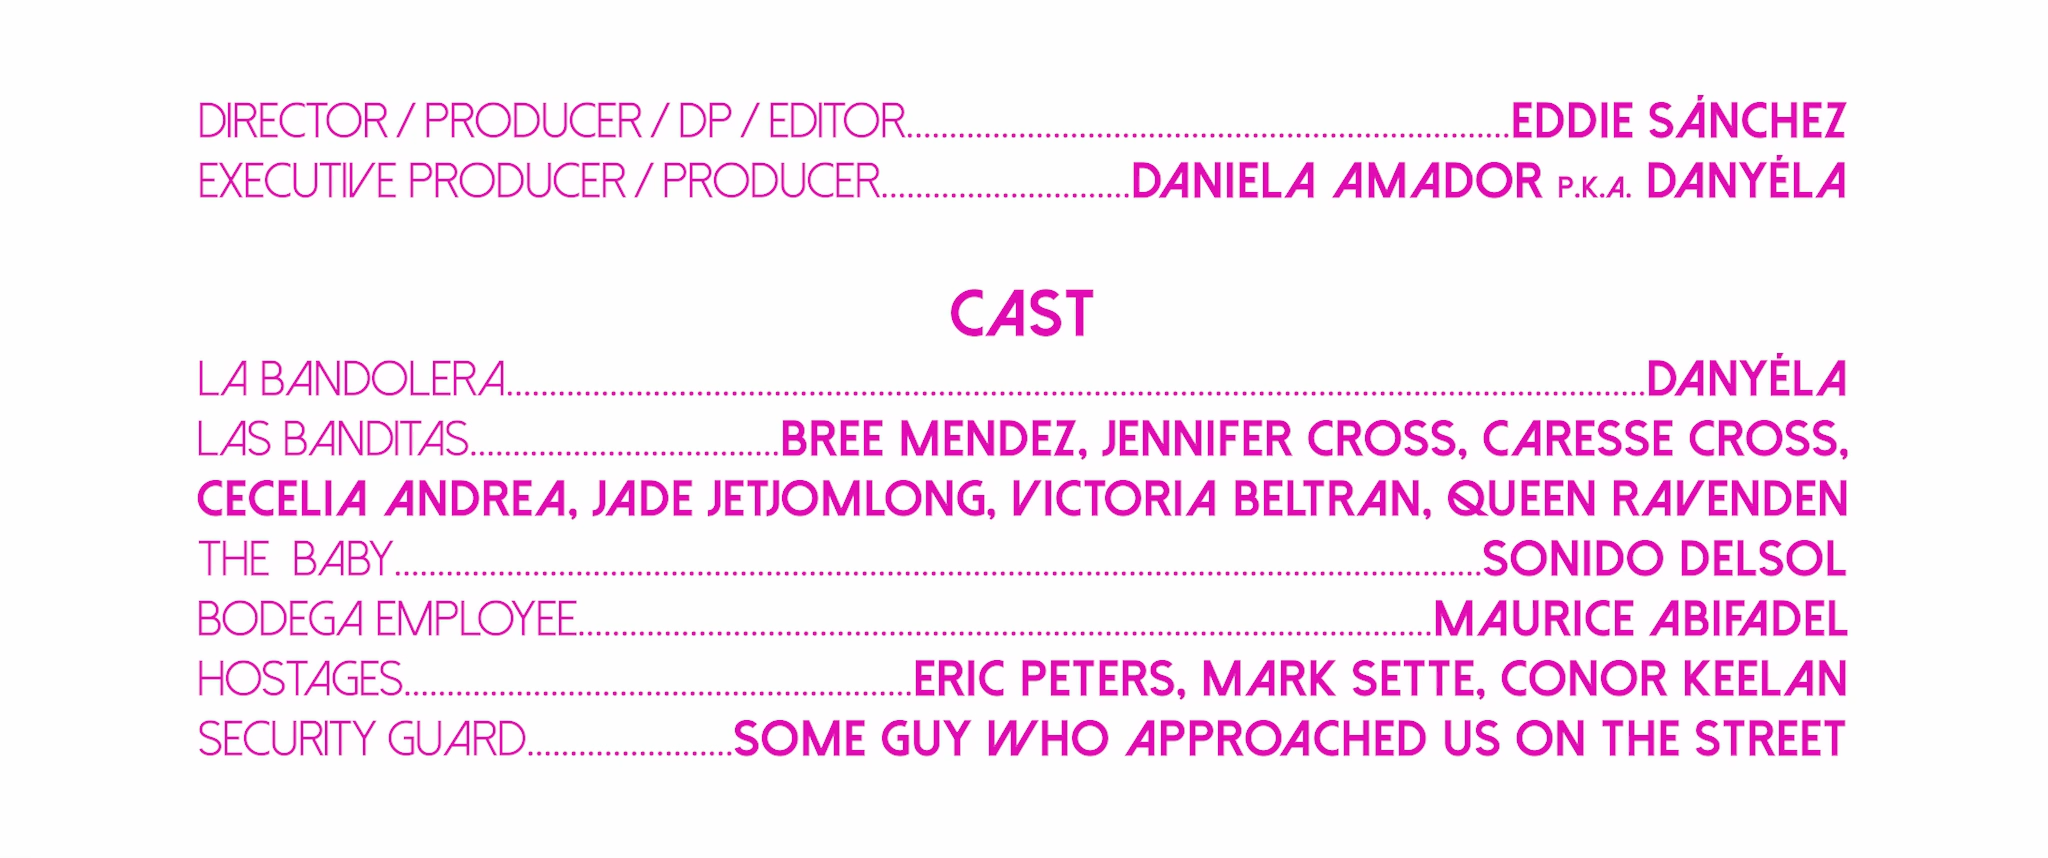 DIRECTOR / PRODUCER / DP / EDITOR..........EDDIE SÁNCHEZ
EXECUTIVE PRODUCER / PRODUCER..........DANIELA AMADOR P.K.A. DANYÉLA
CAST
LA BANDOLERA..........DANYÉLA
LAS BANDITAS..........BREE MENDEZ, JENNIFER CROSS, CARESSE CROSS,
CECELIA ANDREA, JADE JETJOMLONG, VICTORIA BELTRAN, QUEEN RAVENDEN
THE BABY..........SONIDO DELSOL
BODEGA EMPLOYEE..........MAURICE ABIFADEL
HOSTAGES..........ERIC PETERS, MARK SETTE, CONOR KEELAN
SECURITY GUARD..........SOME GUY WHO APPROACHED US ON THE STREET